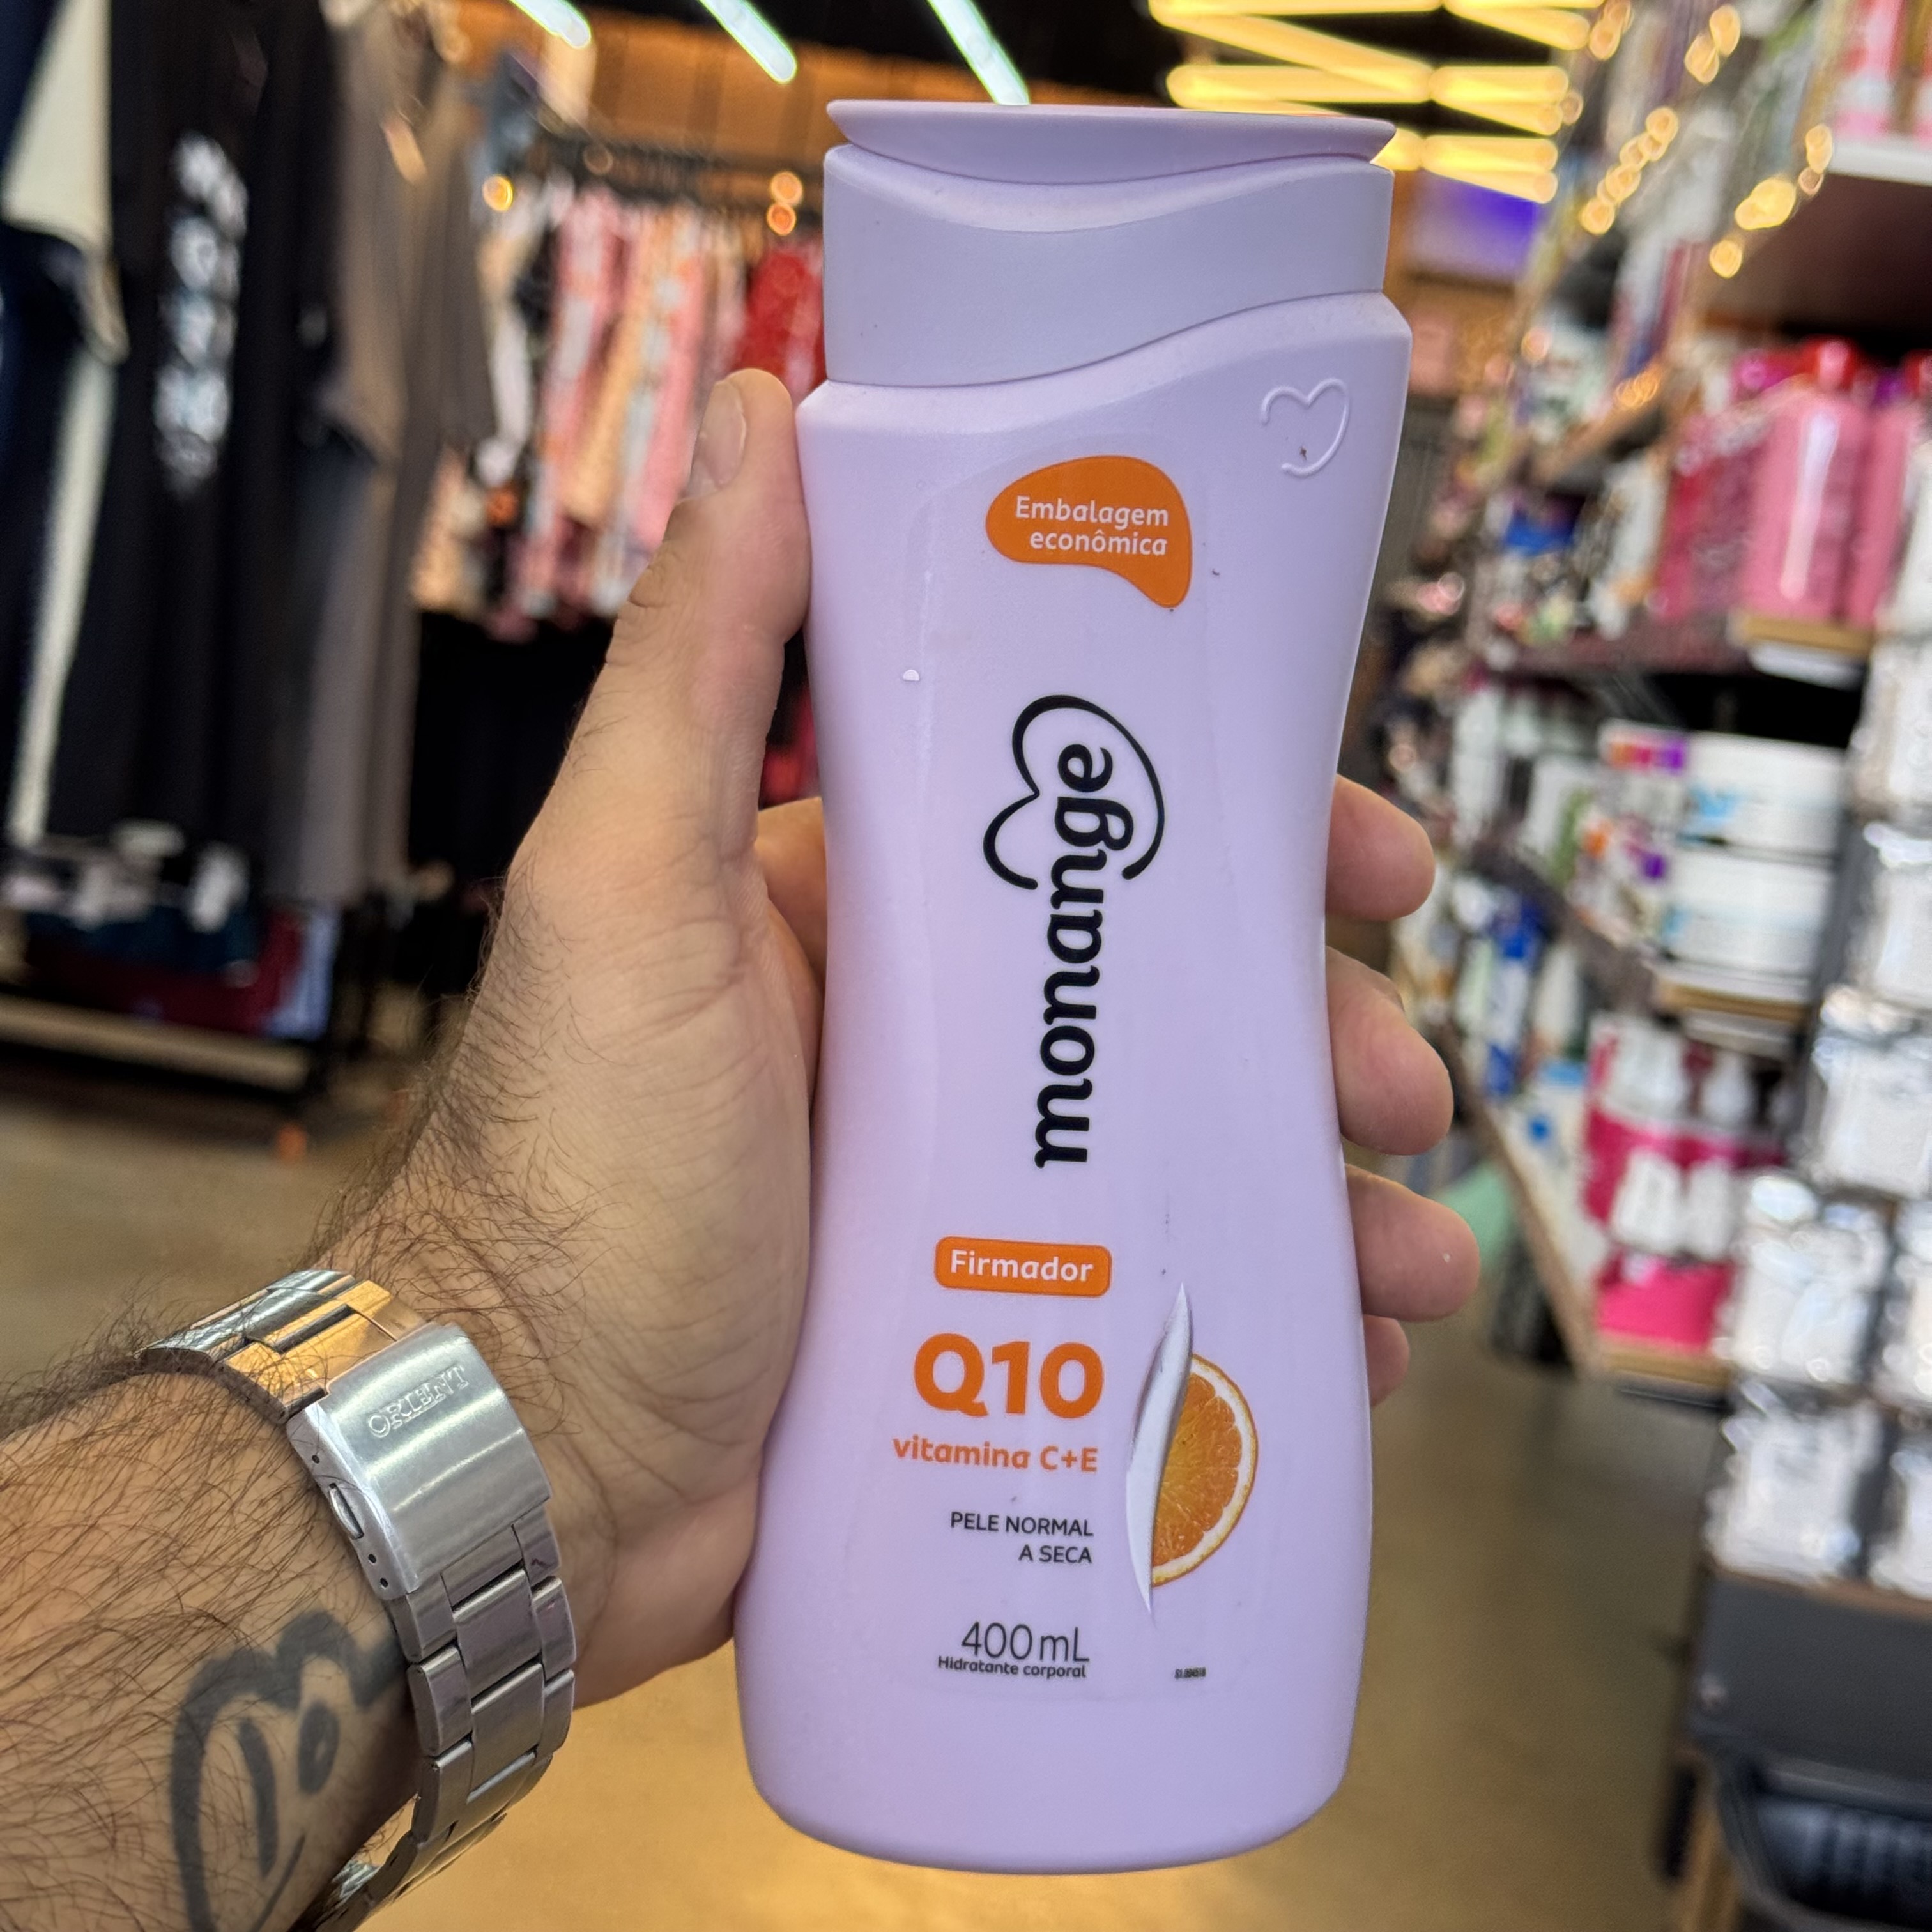 Embalagem
econômica
monange
Firmador
Q10
vitamina C+E
PELE NORMAL
A SECA
400mL
Hidratante corporal
ORIENT